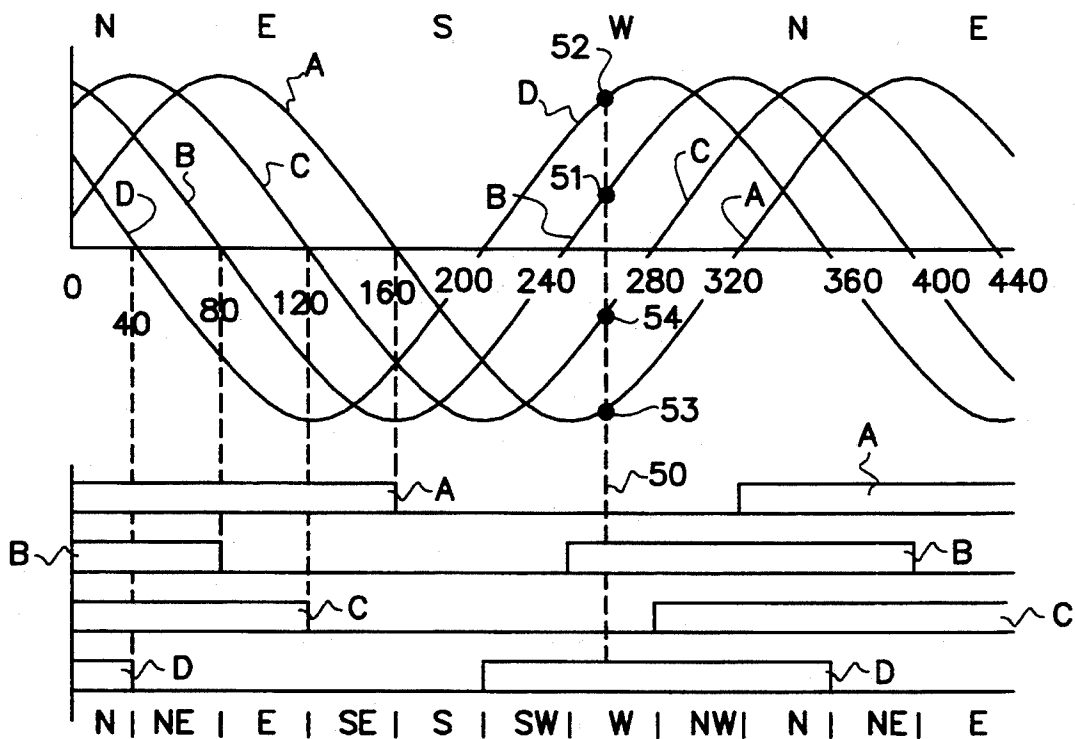 N E S W N E
52
A
D
B C C
51
D B A
0 40 80 120 160 200 240 280 320 360 400 440
54
53
A
50
A
B B
C C
D D
N | NE | E | SE | S | SW | W | NW | N | NE | E